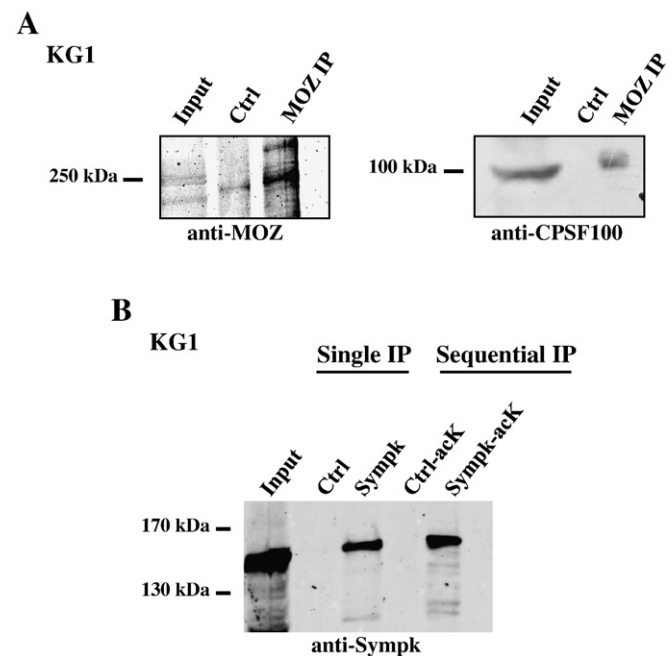 A
KG1
Input
Ctrl
MOZ IP
250 kDa
anti-MOZ
Input
Ctrl
MOZ IP
100 kDa
anti-CPSF100
B
KG1
Single IP
Sequential IP
Input
Ctrl
Sympk
Ctrl-acK
Sympk-acK
170 kDa
130 kDa
anti-Sympk